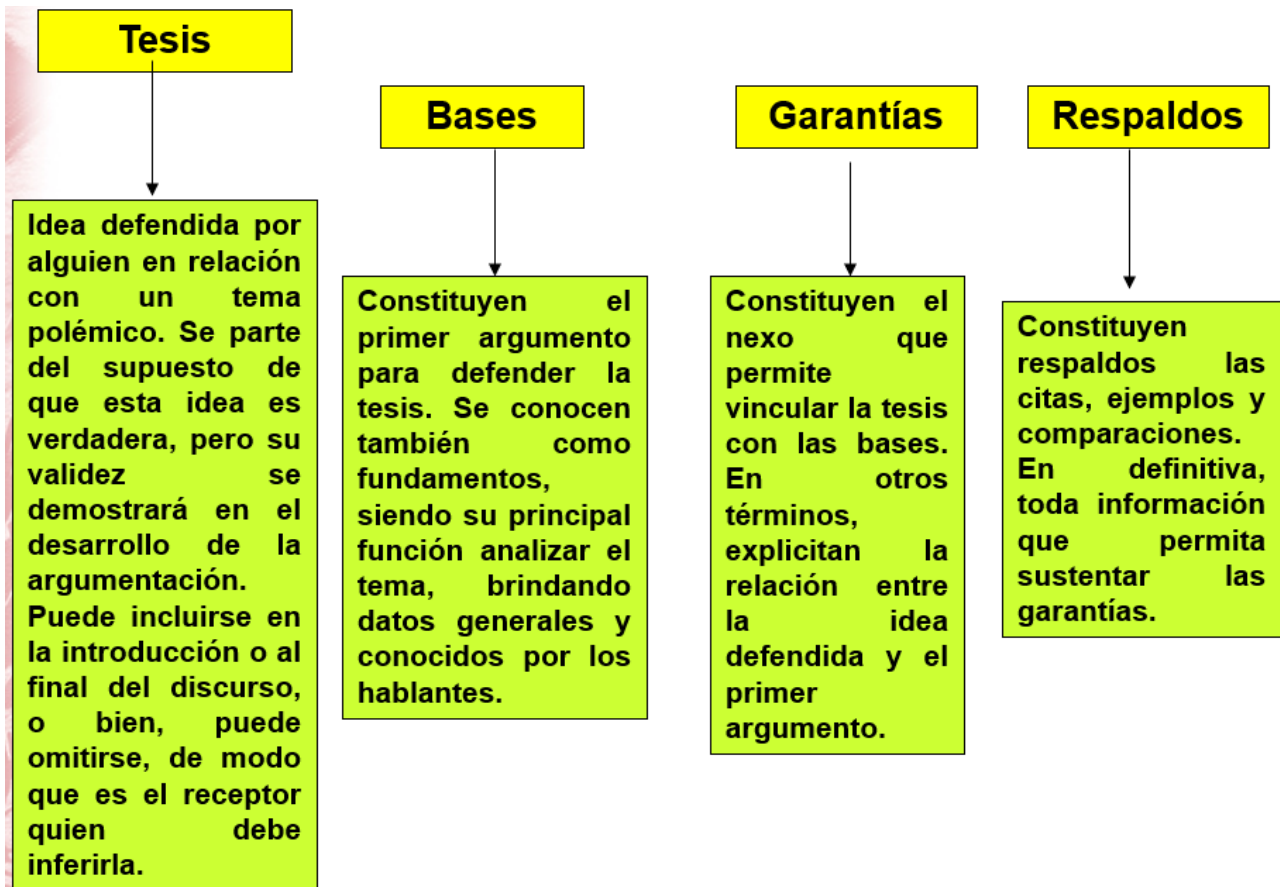 Tesis
Idea defendida por
alguien en relación
con un tema
polémico. Se parte
del supuesto de
que esta idea es
verdadera, pero su
validez se
demostrará en el
desarrollo de la
argumentación.
Puede incluirse en
la introducción o al
final del discurso,
o bien, puede
omitirse, de modo
que es el receptor
quien debe
inferirla.
Bases
Constituyen el
primer argumento
para defender la
tesis. Se conocen
también como
fundamentos,
siendo su principal
función analizar el
tema, brindando
datos generales y
conocidos por los
hablantes.
Garantías
Constituyen el
nexo que
permite
vincular la tesis
con las bases.
En otros
términos,
explicitan la
relación entre
la idea
defendida y el
primer
argumento.
Respaldos
Constituyen
respaldos las
citas, ejemplos y
comparaciones.
En definitiva,
toda información
que permita
sustentar las
garantías.